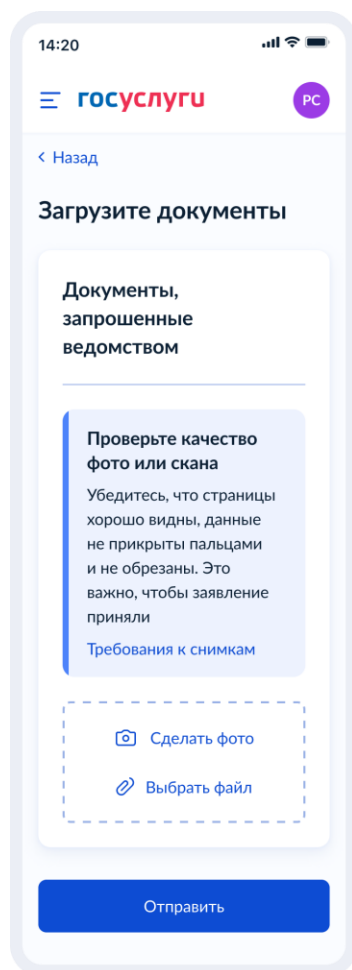 14:20
госуслуги
РС
Назад
Загрузите документы
Документы,
запрошенные
ведомством
Проверьте качество
фото или скана
Убедитесь, что страницы
хорошо видны, данные
не прикрыты пальцами
и не обрезаны. Это
важно, чтобы заявление
приняли
Требования к снимкам
Сделать фото
Выбрать файл
Отправить